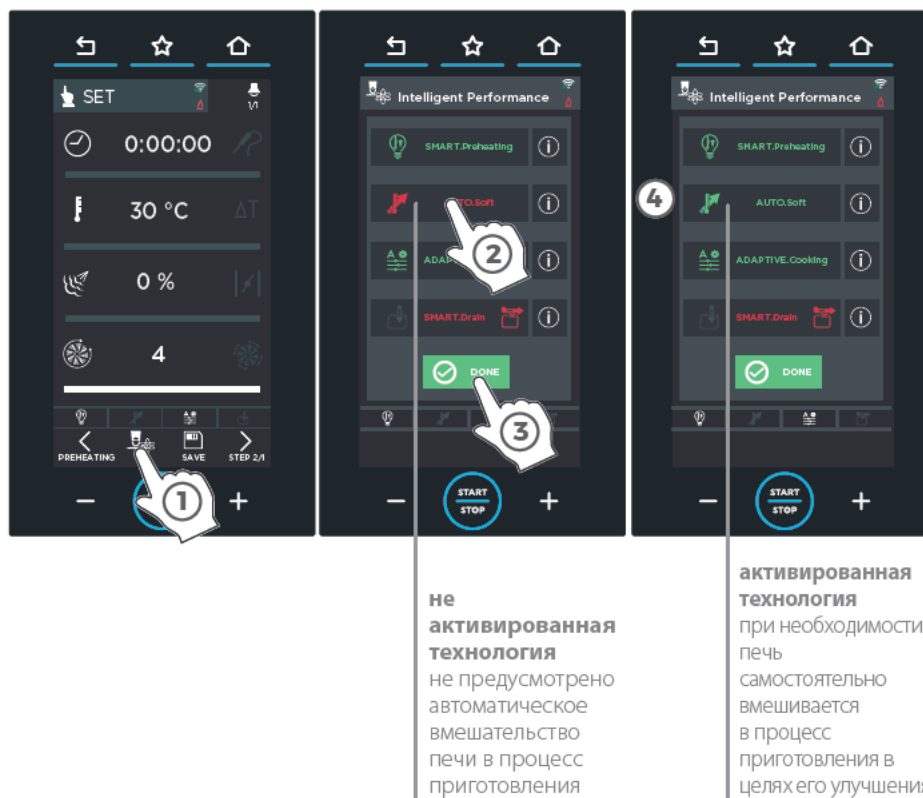 SET
1/1
0:00:00
30 °C
ΔT
0 %
4
PREHEATING
SAVE
STEP 2/1
1
Intelligent Performance
SMART.Preheating
TO.Soft
2
ADAP
SMART.Drain
DONE
3
START
STOP
Intelligent Performance
SMART.Preheating
4
AUTO.Soft
ADAPTIVE.Cooking
SMART.Drain
DONE
START
STOP
не
активированная
технология
не предусмотрено
автоматическое
вмешательство
печи в процесс
приготовления
активированная
технология
при необходимости
печь
самостоятельно
вмешивается
в процесс
приготовления в
целях его улучшения